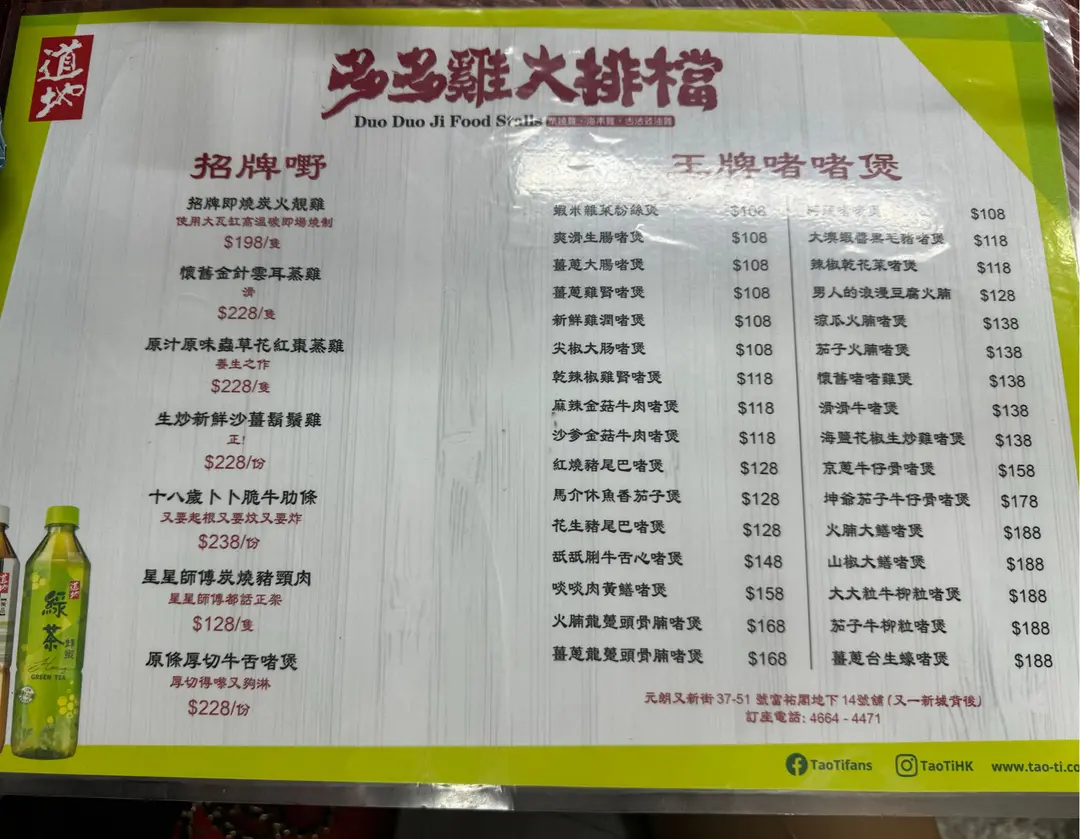 道地
多多雞大排檔
Duo Duo Ji Food Stalls
招牌嘢
招牌即燒炭火靚雞
使用大瓦缸高溫碳即場燒制
$198/隻
懷舊金針雲耳蒸雞
滑
$228/隻
原汁原味蟲草花紅棗蒸雞
養生之作
$228/隻
生炒新鮮沙薑鬍鬚雞
正!
$228/份
十八歲卜卜脆牛肋條
又要起根又要炆又要炸
$238/份
星星師傅炭燒豬頸肉
星星師傅都話正架
$128/隻
原條厚切牛舌啫煲
厚切得嚟又夠淋
$228/份
王牌啫啫煲
蝦米雜菜粉絲煲 $108
爽滑生腸啫煲 $108
薑蔥大腸啫煲 $108
薑蔥雞腎啫煲 $108
新鮮雞潤啫煲 $108
尖椒大肠啫煲 $108
乾辣椒雞腎啫煲 $118
麻辣金菇牛肉啫煲 $118
沙爹金菇牛肉啫煲 $118
紅燒豬尾巴啫煲 $128
馬介休魚香茄子煲 $128
花生豬尾巴啫煲 $128
舐舐脷牛舌心啫煲 $148
啖啖肉黃鱔啫煲 $158
火腩龍躉頭骨腩啫煲 $168
薑蔥龍躉頭骨腩啫煲 $168
$108
大澳蝦醬黑毛豬啫煲 $118
辣椒乾花菜啫煲 $118
男人的浪漫豆腐火腩 $128
涼瓜火腩啫煲 $138
茄子火腩啫煲 $138
懷舊啫啫雞煲 $138
滑滑牛啫煲 $138
海鹽花椒生炒雞啫煲 $138
京蔥牛仔骨啫煲 $158
坤爺茄子牛仔骨啫煲 $178
火腩大鱔啫煲 $188
山椒大鱔啫煲 $188
大大粒牛柳粒啫煲 $188
茄子牛柳粒啫煲 $188
薑蔥台生蠔啫煲 $188
元朗又新街 37-51 號富祐閣地下 14號舖 (又一新城背後)
訂座電話: 4664 - 4471
道地
綠茶
蜂蜜
GREEN TEA
TaoTifans
TaoTiHK
www.tao-ti.co